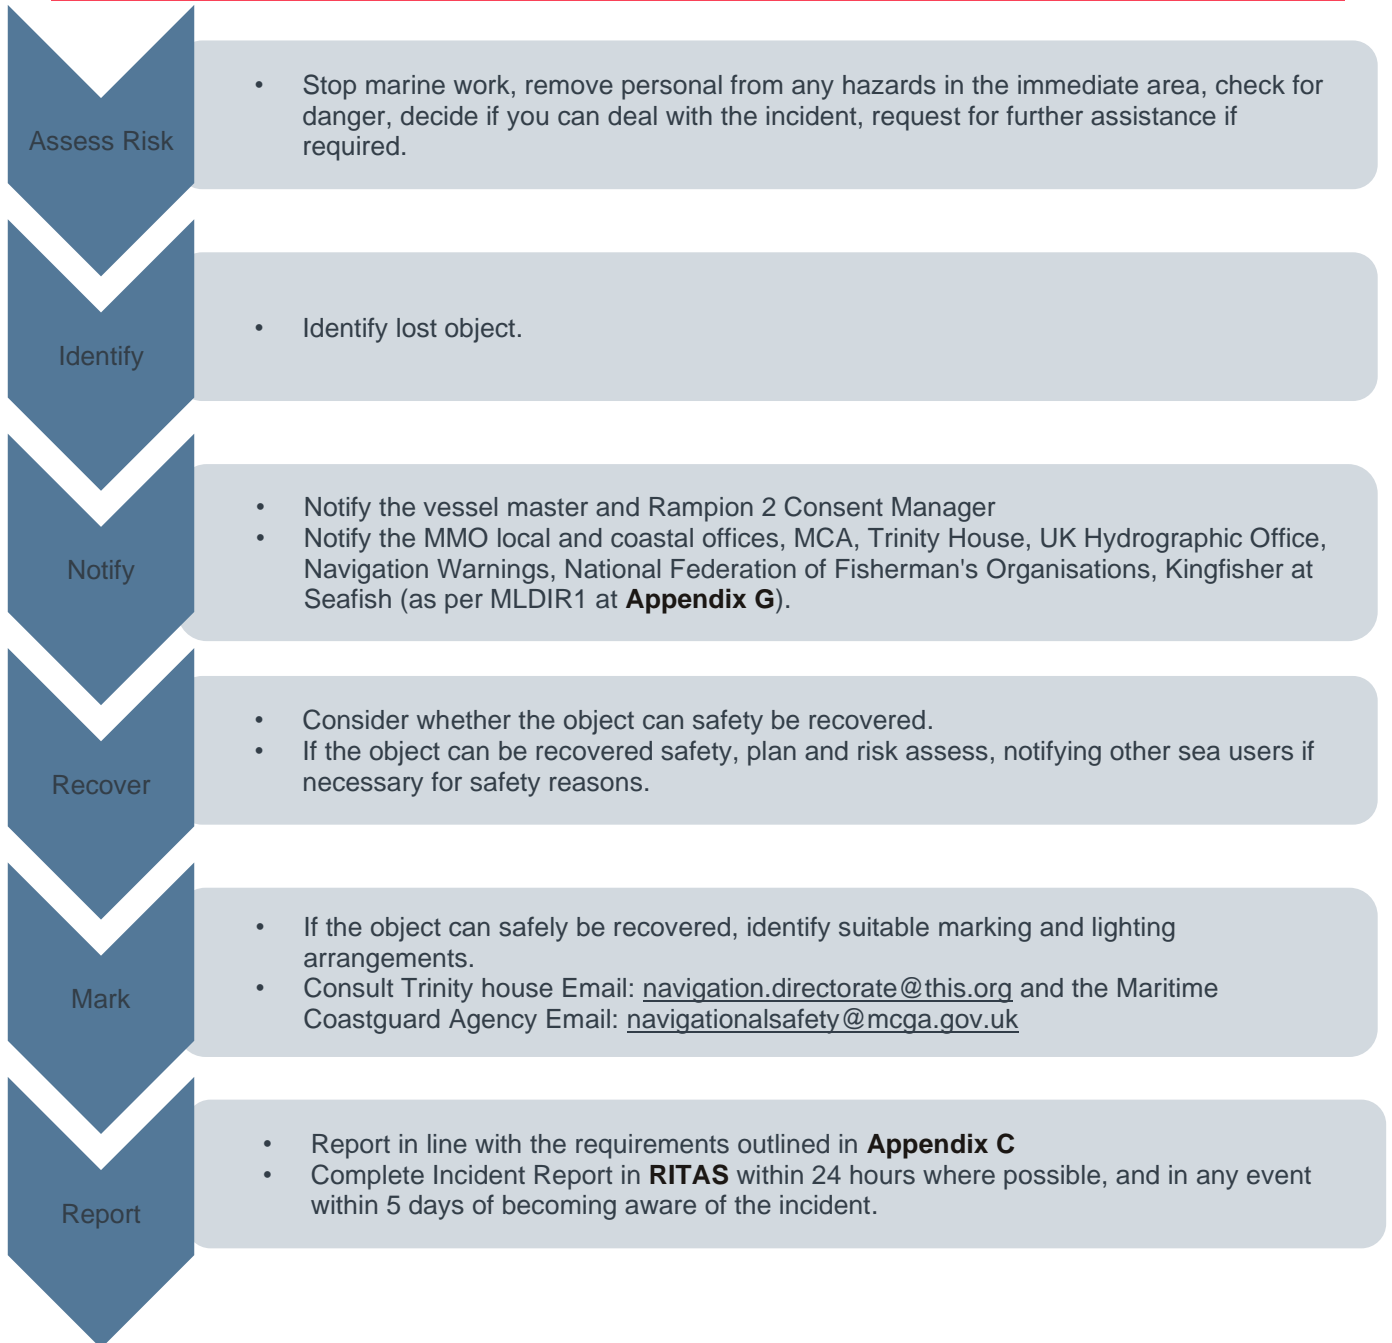 Assess Risk
• Stop marine work, remove personal from any hazards in the immediate area, check for
danger, decide if you can deal with the incident, request for further assistance if
required.
Identify
• Identify lost object.
Notify
• Notify the vessel master and Rampion 2 Consent Manager
• Notify the MMO local and coastal offices, MCA, Trinity House, UK Hydrographic Office,
Navigation Warnings, National Federation of Fisherman's Organisations, Kingfisher at
Seafish (as per MLDIR1 at Appendix G).
Recover
• Consider whether the object can safety be recovered.
• If the object can be recovered safety, plan and risk assess, notifying other sea users if
necessary for safety reasons.
Mark
• If the object can safely be recovered, identify suitable marking and lighting
arrangements.
• Consult Trinity house Email: navigation.directorate@this.org and the Maritime
Coastguard Agency Email: navigationalsafety@mcga.gov.uk
Report
• Report in line with the requirements outlined in Appendix C
• Complete Incident Report in RITAS within 24 hours where possible, and in any event
within 5 days of becoming aware of the incident.